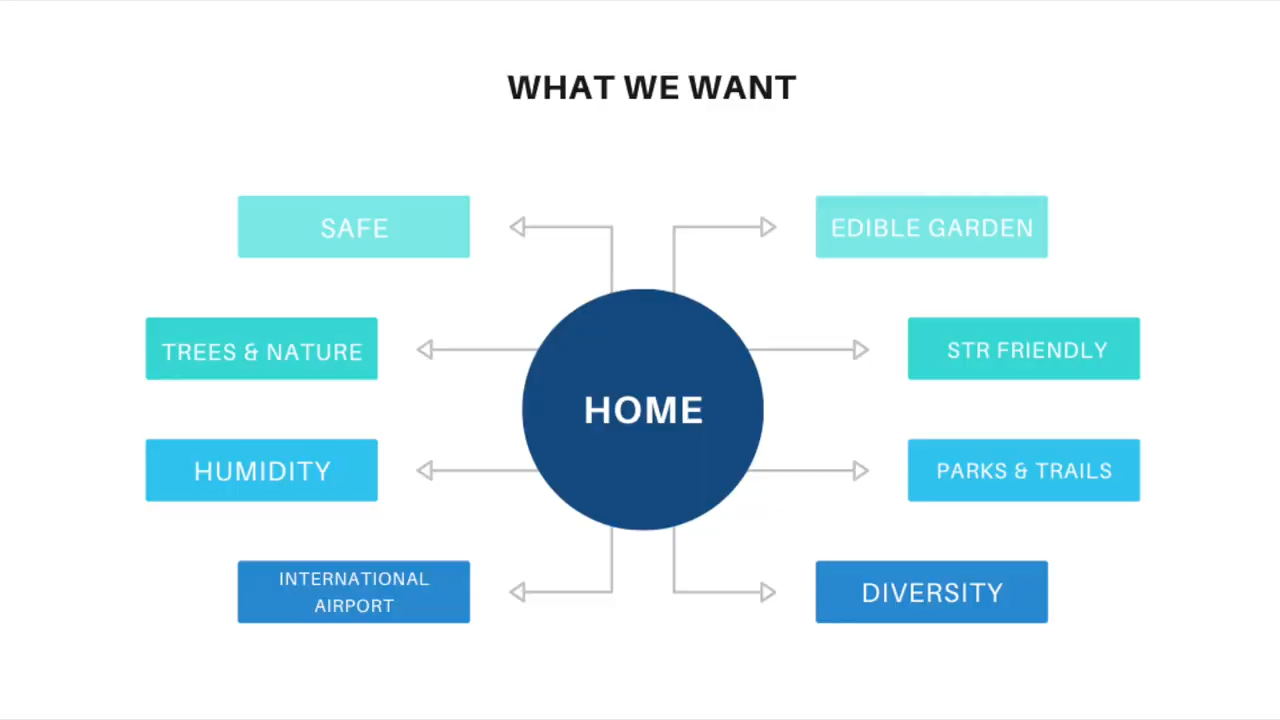 WHAT WE WANT
SAFE
EDIBLE GARDEN
TREES & NATURE
STR FRIENDLY
HOME
HUMIDITY
PARKS & TRAILS
INTERNATIONAL
AIRPORT
DIVERSITY